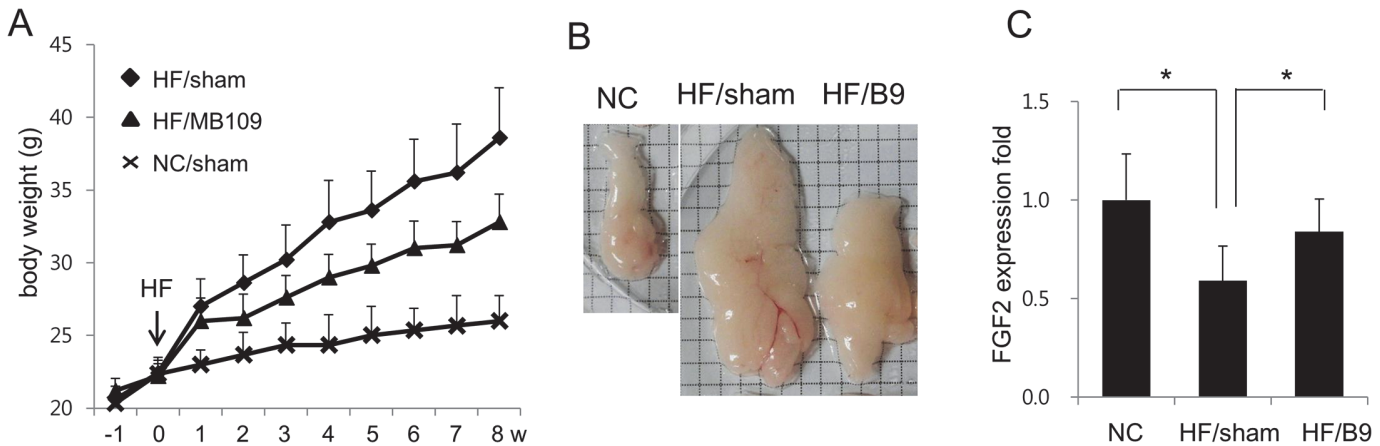 A
body weight (g)
45
40
35
30
25
20
HF/sham
HF/MB109
NC/sham
HF
-1 0 1 2 3 4 5 6 7 8 w
B
NC HF/sham HF/B9
C
FGF2 expression fold
1.5
1.0
0.5
0.0
* *
NC HF/sham HF/B9